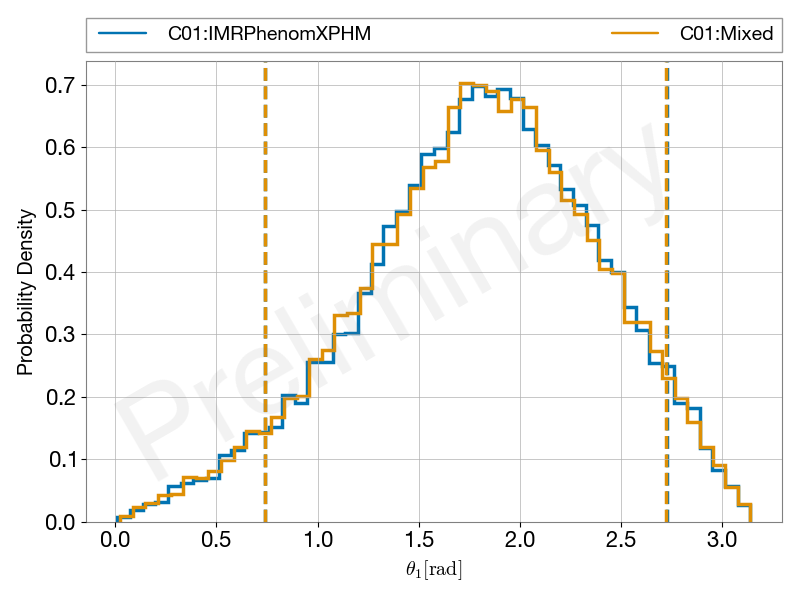 C01:IMRPhenomXPHM C01:Mixed
0.7
0.6
0.5
0.4
0.3
0.2
0.1
0.0
Probability Density
Preliminary
0.0 0.5 1.0 1.5 2.0 2.5 3.0
θ₁[rad]